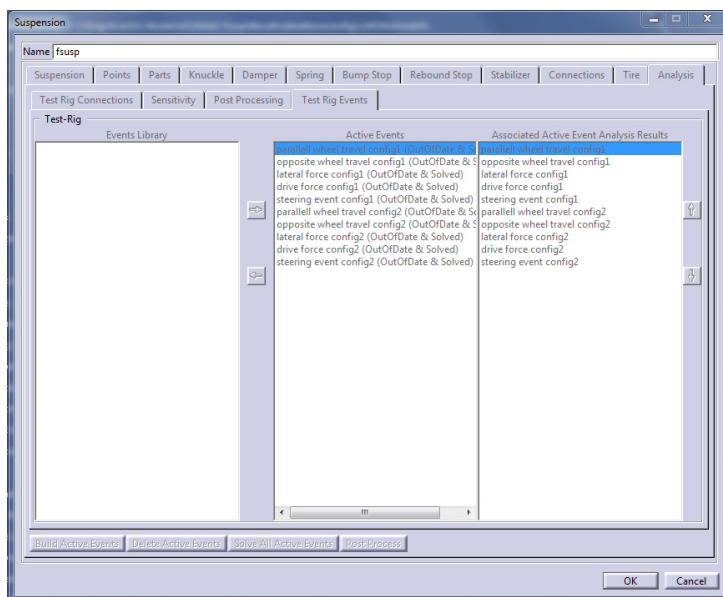 Suspension
Name fsusp
Suspension Points Parts Knuckle Damper Spring Bump Stop Rebound Stop Stabilizer Connections Tire Analysis
Test Rig Connections Sensitivity Post Processing Test Rig Events
Test-Rig
Events Library Active Events Associated Active Event Analysis Results
parallell wheel travel config1 (OutOfDate & So parallell wheel travel config1
opposite wheel travel config1 (OutOfDate & S opposite wheel travel config1
lateral force config1 (OutOfDate & Solved) lateral force config1
drive force config1 (OutOfDate & Solved) drive force config1
steering event config1 (OutOfDate & Solved) steering event config1
parallell wheel travel config2 (OutOfDate & So parallell wheel travel config2
opposite wheel travel config2 (OutOfDate & S opposite wheel travel config2
lateral force config2 (OutOfDate & Solved) lateral force config2
drive force config2 (OutOfDate & Solved) drive force config2
steering event config2 (OutOfDate & Solved) steering event config2
Build Active Events Delete Active Events Solve All Active Events Post Process
OK Cancel